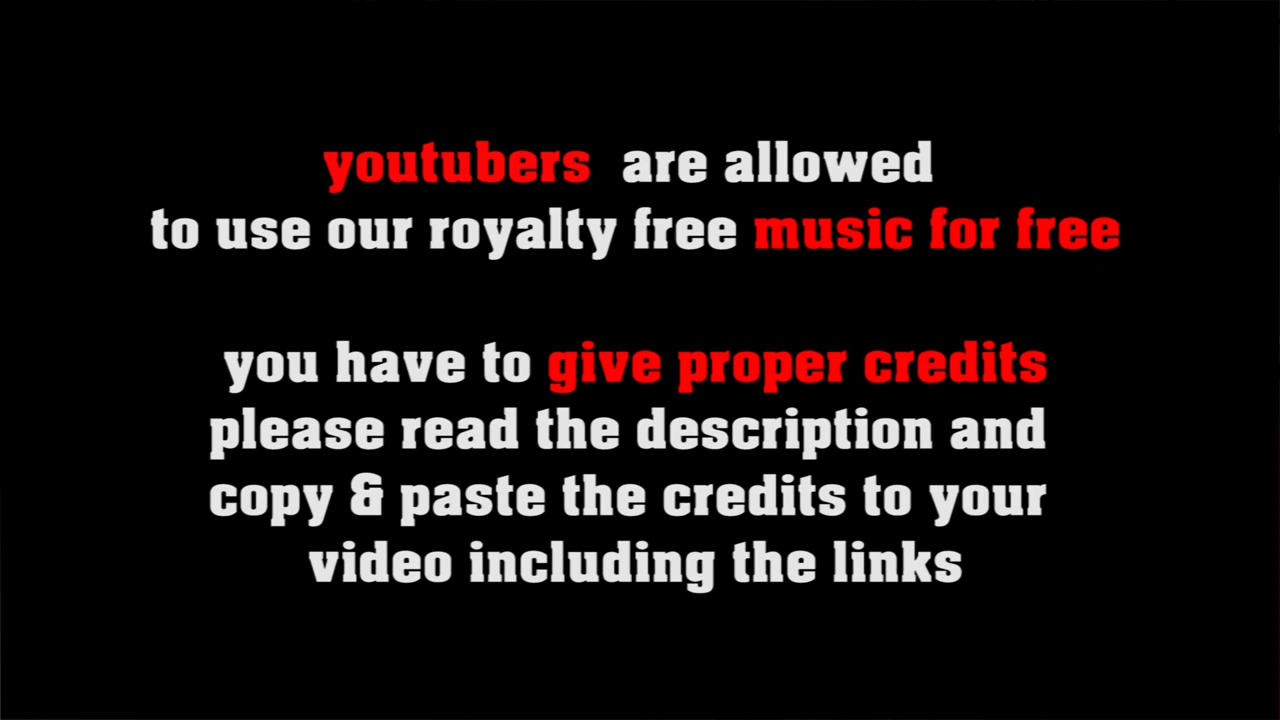 youtubers are allowed
to use our royalty free music for free
you have to give proper credits
please read the description and
copy & paste the credits to your
video including the links